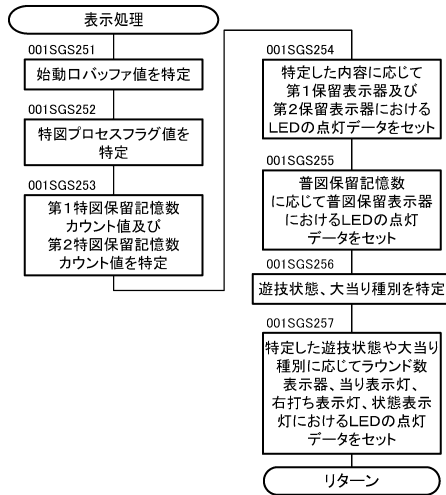 表示処理
001SGS251
始動口バッファ値を特定
001SGS252
特図プロセスフラグ値を
特定
001SGS253
第1特図保留記憶数
カウント値及び
第2特図保留記憶数
カウント値を特定
001SGS254
特定した内容に応じて
第1保留表示器及び
第2保留表示器における
LEDの点灯データをセット
001SGS255
普図保留記憶数
に応じて普図保留表示器
におけるLEDの点灯
データをセット
001SGS256
遊技状態、大当り種別を特定
001SGS257
特定した遊技状態や大当り
種別に応じてラウンド数
表示器、当り表示灯、
右打ち表示灯、状態表示
灯におけるLEDの点灯
データをセット
リターン